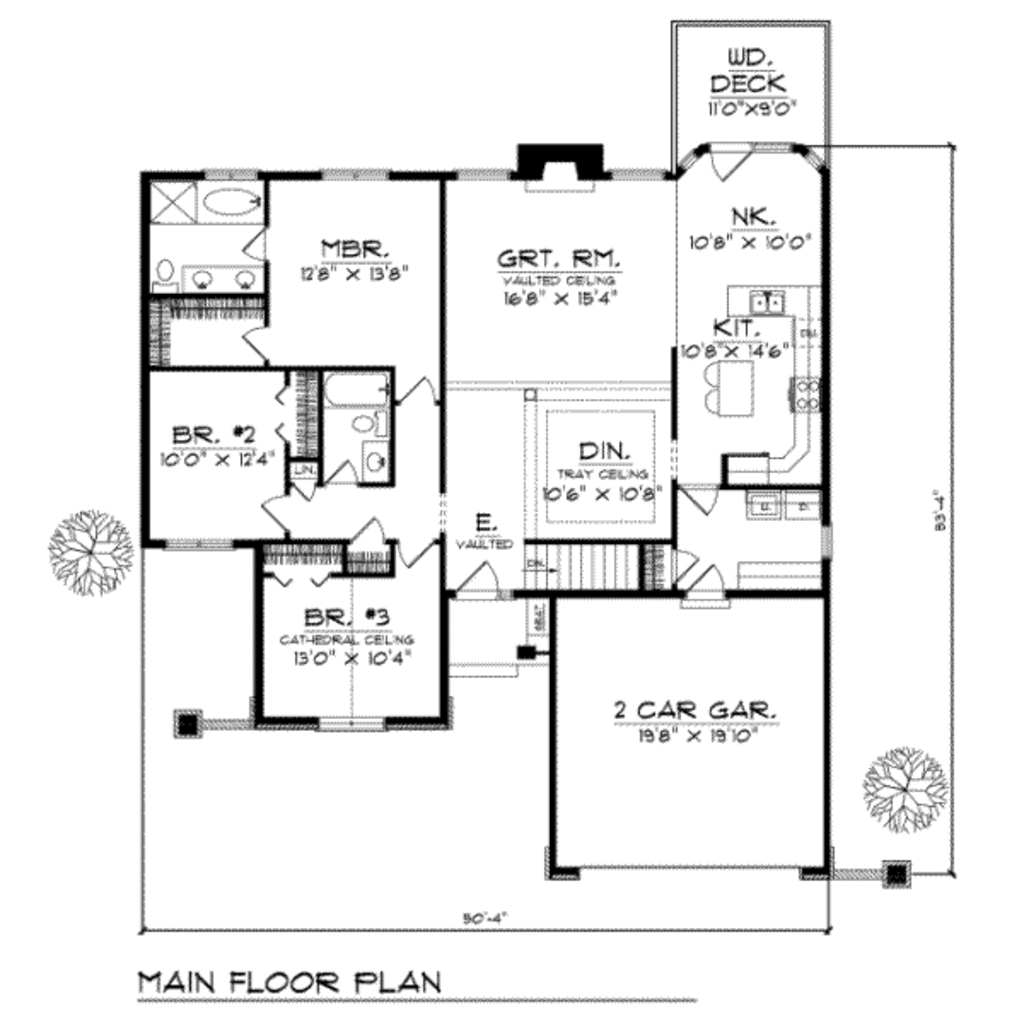 WD.
DECK
11'0"X9'0"
NK.
10'8" X 10'0"
MBR.
12'8" X 13'8"
GRT. RM.
VAULTED CEILING
16'8" X 15'4"
KIT.
10'8" X 14'6"
DW.
BR. #2
10'0" X 12'4"
LIN.
DIN.
TRAY CEILING
10'6" X 10'8"
E.
VAULTED
DN.
D.
SEAT
BR. #3
CATHEDRAL CEILING
13'0" X 10'4"
2 CAR GAR.
19'8" X 19'10"
53'-4"
50'-4"
MAIN FLOOR PLAN